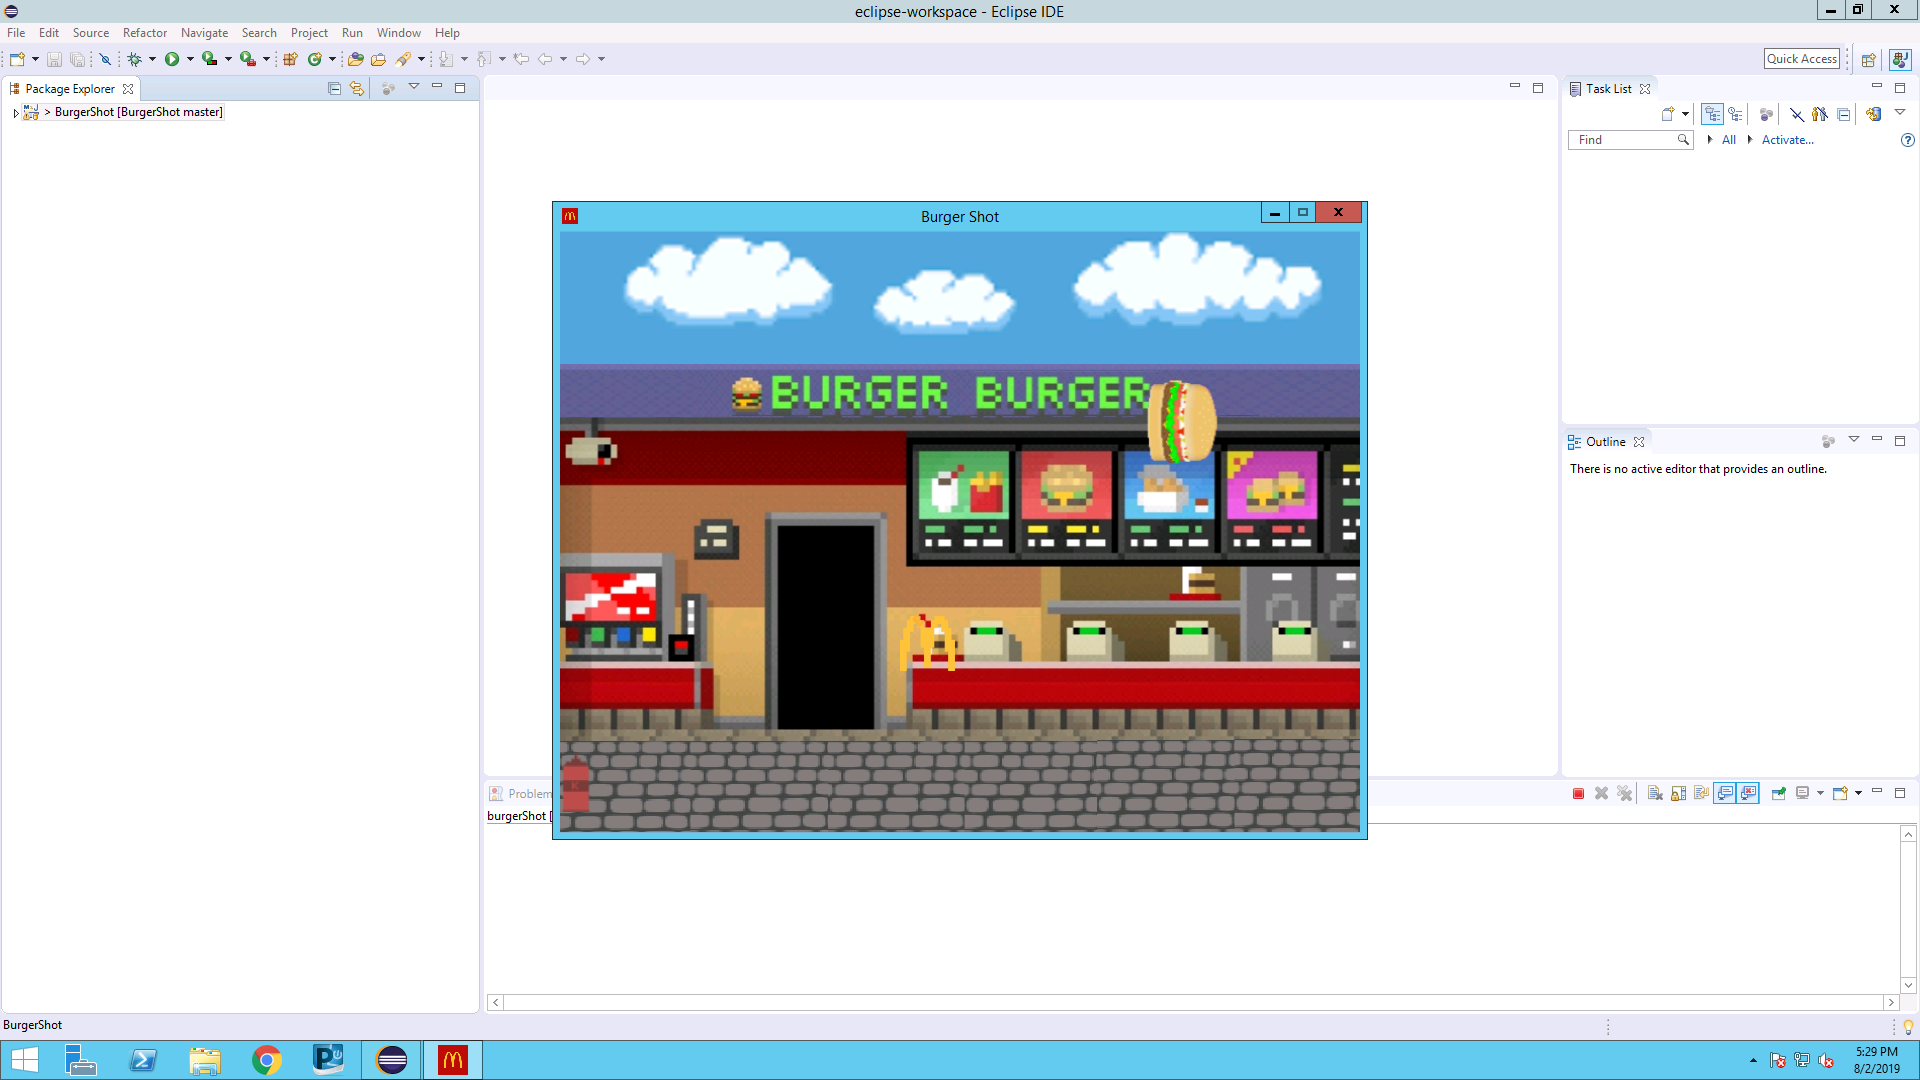 eclipse-workspace - Eclipse IDE
File Edit Source Refactor Navigate Search Project Run Window Help
Quick Access
Package Explorer
> BurgerShot [BurgerShot master]
Task List
Find All Activate...
Burger Shot
BURGER BURGER
Outline
There is no active editor that provides an outline.
Problem
burgerShot [
BurgerShot
5:29 PM
8/2/2019